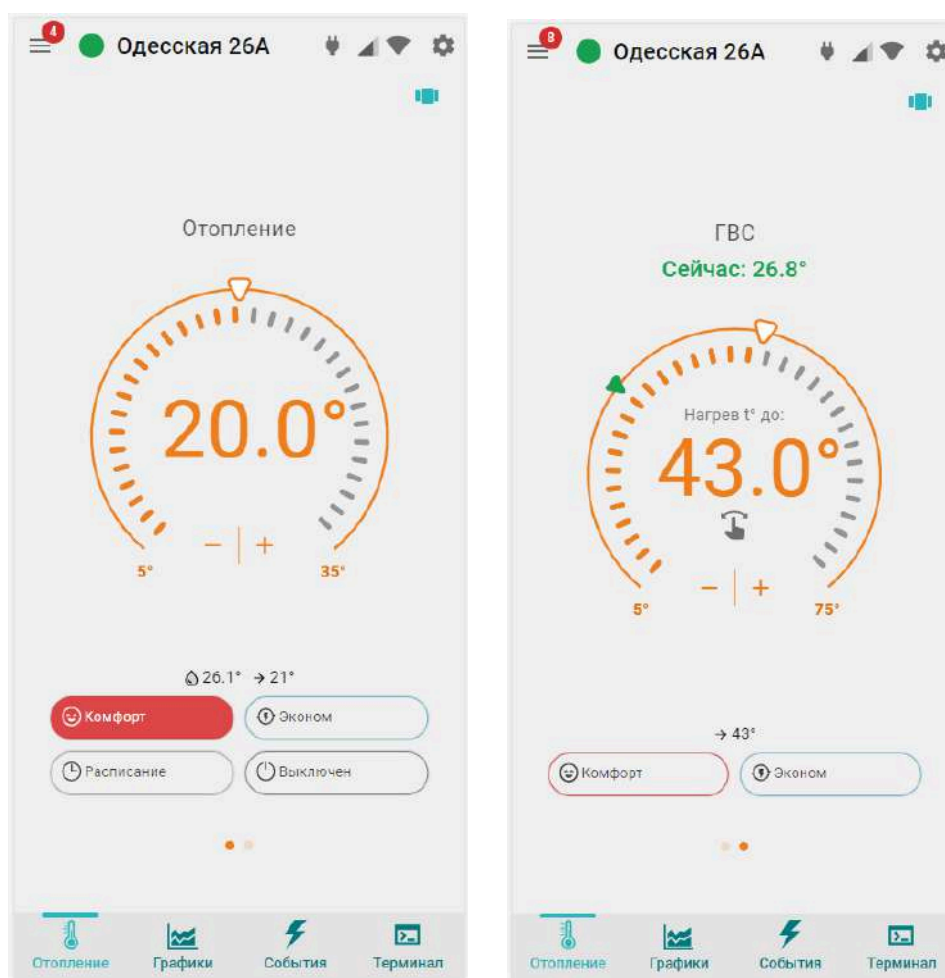 4
Одесская 26А
Отопление
20.0°
5°
35°
26.1° → 21°
Комфорт
Эконом
Расписание
Выключен
Отопление
Графики
События
Терминал
8
Одесская 26А
ГВС
Сейчас: 26.8°
Нагрев t° до:
43.0°
− | +
5°
75°
→ 43°
Комфорт
Эконом
Отопление
Графики
События
Терминал